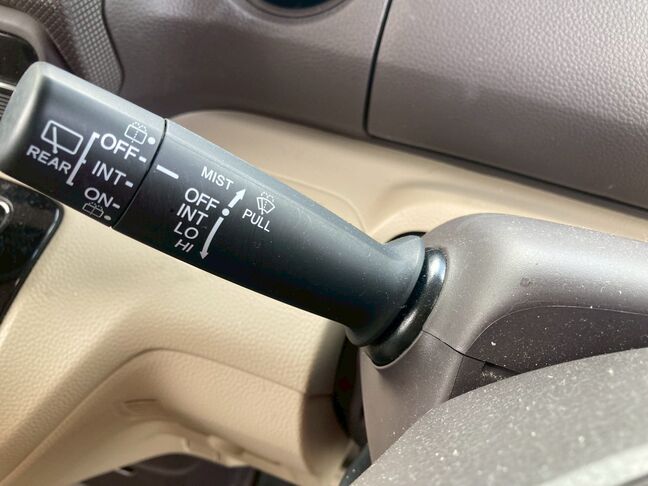 REAR
OFF
INT
ON
MIST
OFF
INT
LO
HI
PULL